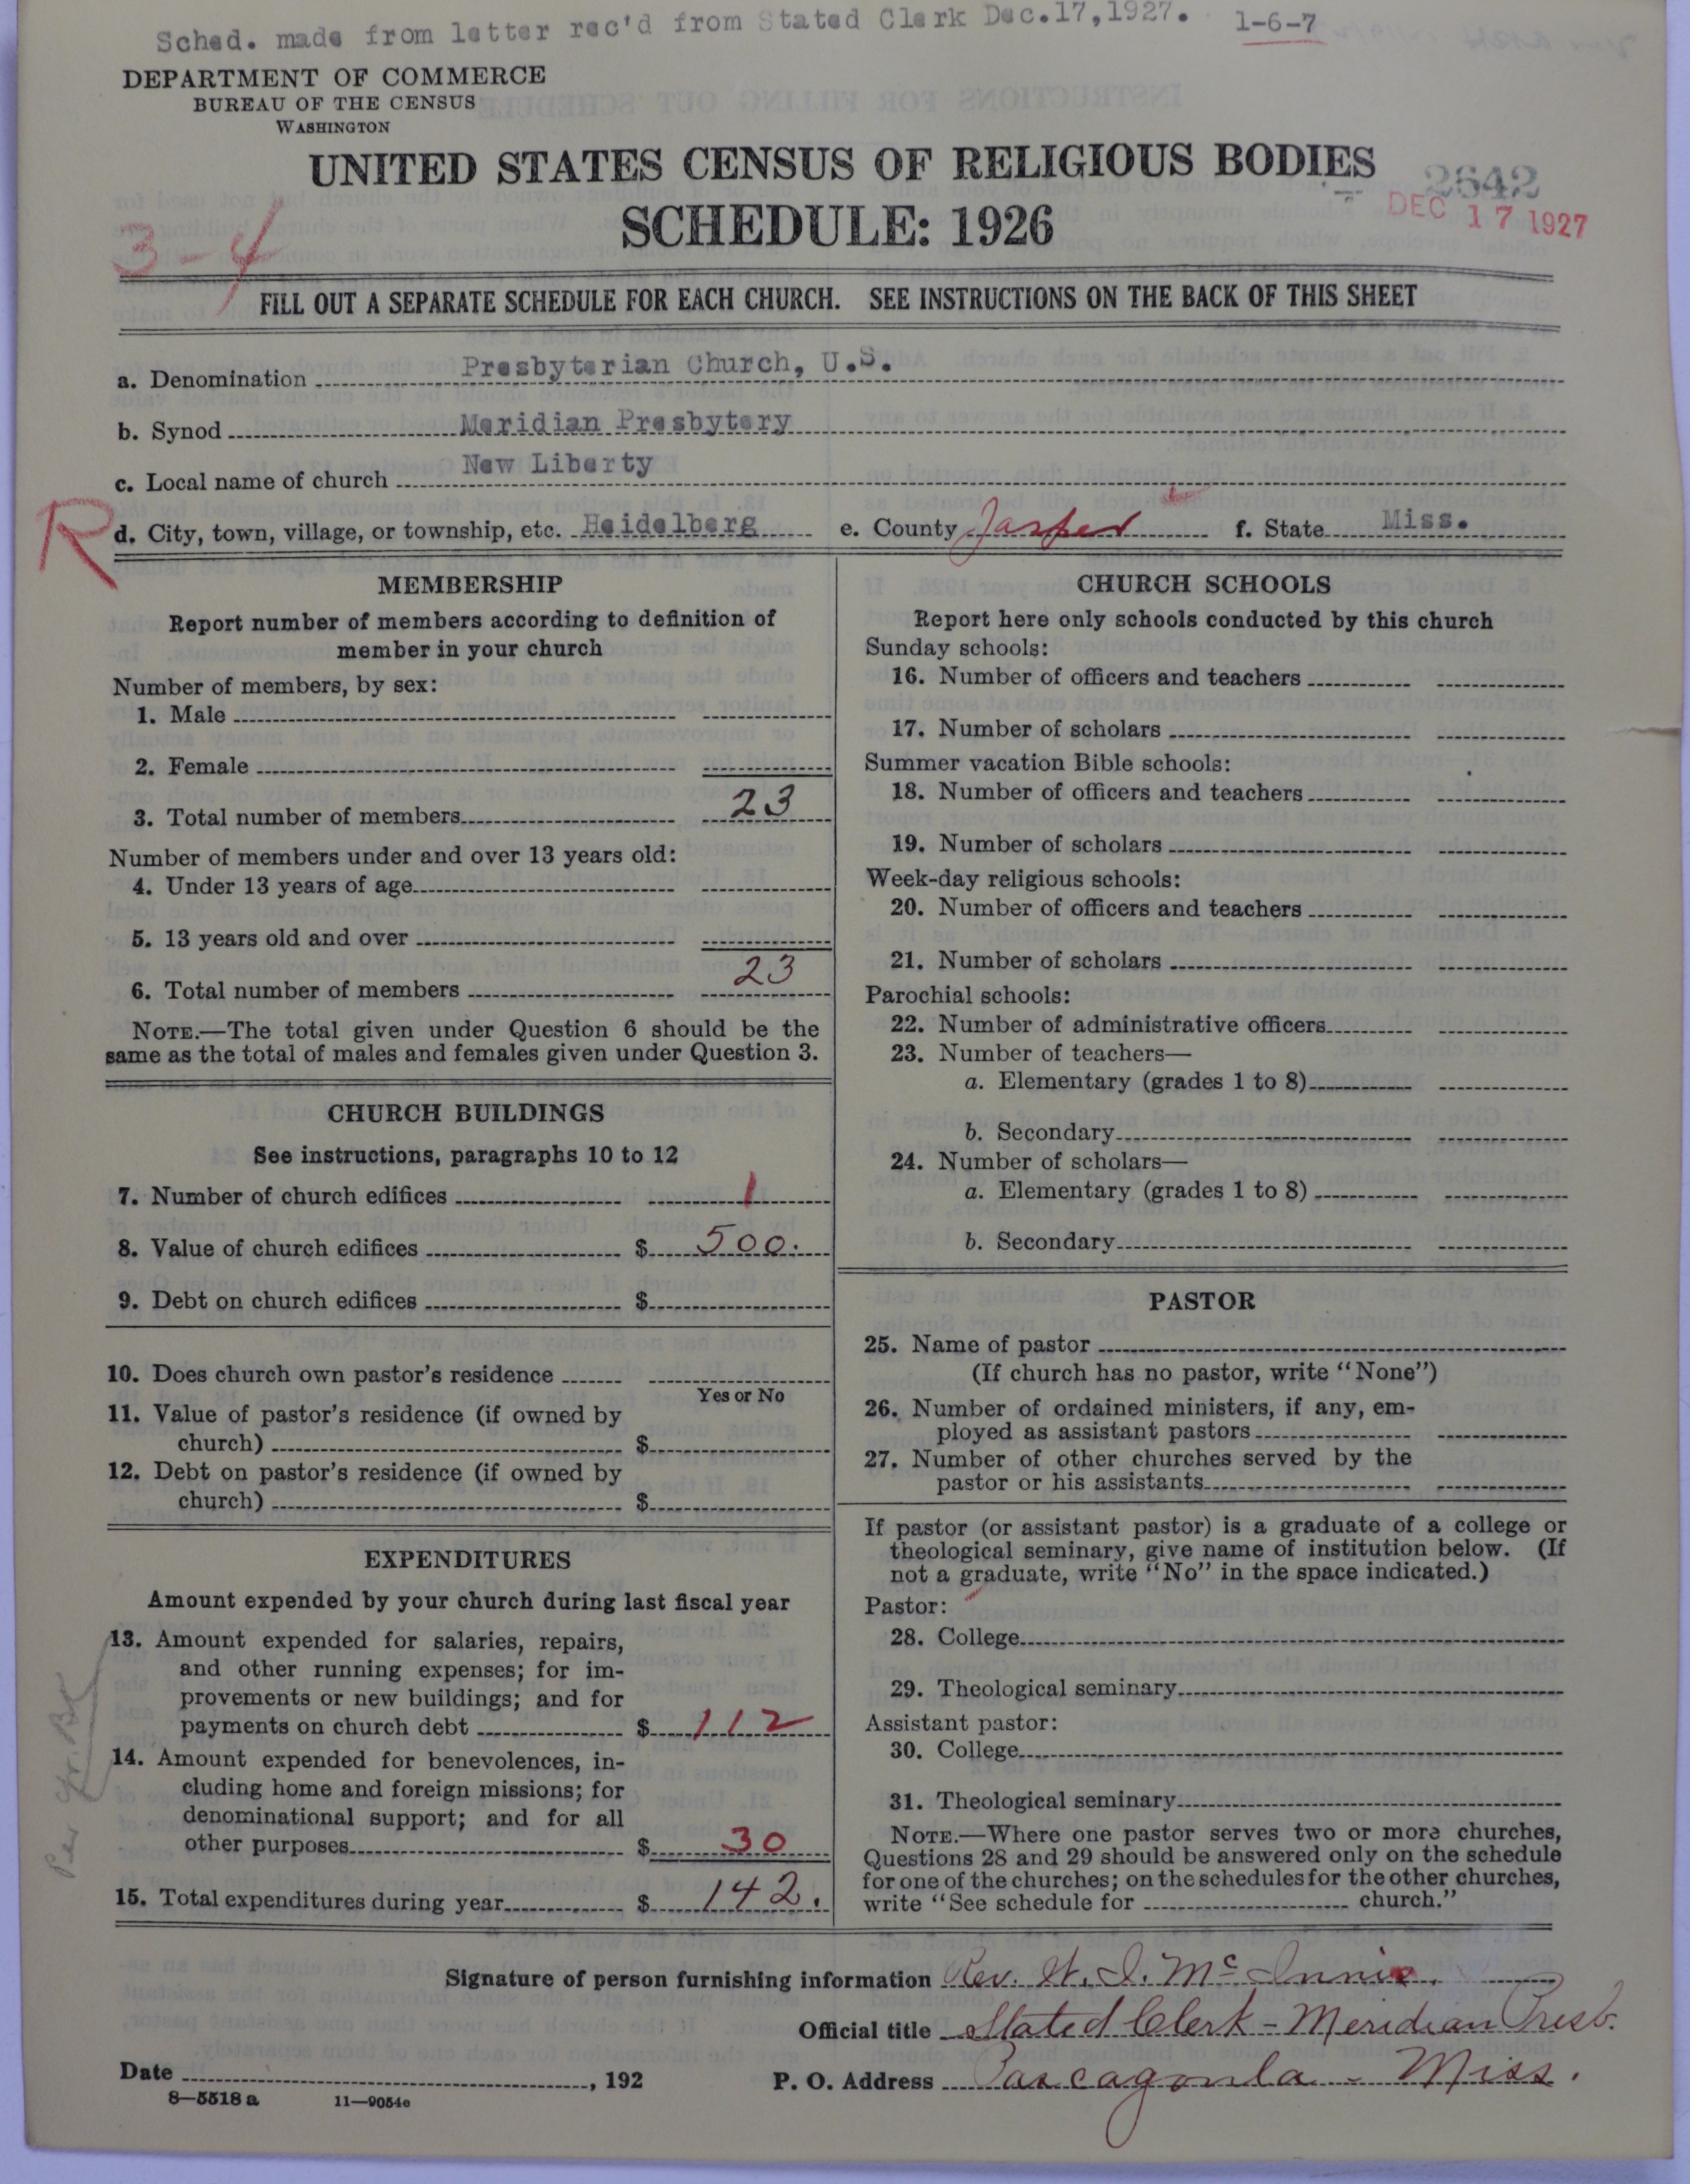 Sched. made from letter rec'd from Stated Clerk Dec.17,1927. 1-6-7
DEPARTMENT OF COMMERCE
BUREAU OF THE CENSUS
WASHINGTON
UNITED STATES CENSUS OF RELIGIOUS BODIES
2642
SCHEDULE: 1926
DEC 17 1927
3-4
FILL OUT A SEPARATE SCHEDULE FOR EACH CHURCH. SEE INSTRUCTIONS ON THE BACK OF THIS SHEET
a. Denomination Presbyterian Church, U.S.
b. Synod Meridian Presbytery
c. Local name of church New Liberty
R
d. City, town, village, or township, etc. Heidelberg e. County Jasper f. State Miss.
MEMBERSHIP
Report number of members according to definition of
member in your church
Number of members, by sex:
1. Male
2. Female
3. Total number of members 23
Number of members under and over 13 years old:
4. Under 13 years of age
5. 13 years old and over
6. Total number of members 23
NOTE.—The total given under Question 6 should be the
same as the total of males and females given under Question 3.
CHURCH BUILDINGS
See instructions, paragraphs 10 to 12
7. Number of church edifices 1
8. Value of church edifices $ 500.
9. Debt on church edifices $
10. Does church own pastor's residence
Yes or No
11. Value of pastor's residence (if owned by
church) $
12. Debt on pastor's residence (if owned by
church) $
EXPENDITURES
Amount expended by your church during last fiscal year
13. Amount expended for salaries, repairs,
and other running expenses; for im-
provements or new buildings; and for
payments on church debt $ 112
14. Amount expended for benevolences, in-
cluding home and foreign missions; for
denominational support; and for all
other purposes $ 30
15. Total expenditures during year $ 142.
Per
CHURCH SCHOOLS
Report here only schools conducted by this church
Sunday schools:
16. Number of officers and teachers
17. Number of scholars
Summer vacation Bible schools:
18. Number of officers and teachers
19. Number of scholars
Week-day religious schools:
20. Number of officers and teachers
21. Number of scholars
Parochial schools:
22. Number of administrative officers
23. Number of teachers—
a. Elementary (grades 1 to 8)
b. Secondary
24. Number of scholars—
a. Elementary (grades 1 to 8)
b. Secondary
PASTOR
25. Name of pastor
(If church has no pastor, write "None")
26. Number of ordained ministers, if any, em-
ployed as assistant pastors
27. Number of other churches served by the
pastor or his assistants
If pastor (or assistant pastor) is a graduate of a college or
theological seminary, give name of institution below. (If
not a graduate, write "No" in the space indicated.)
Pastor:
28. College
29. Theological seminary
Assistant pastor:
30. College
31. Theological seminary
NOTE.—Where one pastor serves two or more churches,
Questions 28 and 29 should be answered only on the schedule
for one of the churches; on the schedules for the other churches,
write "See schedule for church."
Signature of person furnishing information Rev. W. I. McInnis.
Official title Stated Clerk - Meridian Presb.
Date , 192 P. O. Address Pascagoula - Miss.
8—5518 a 11—9054c